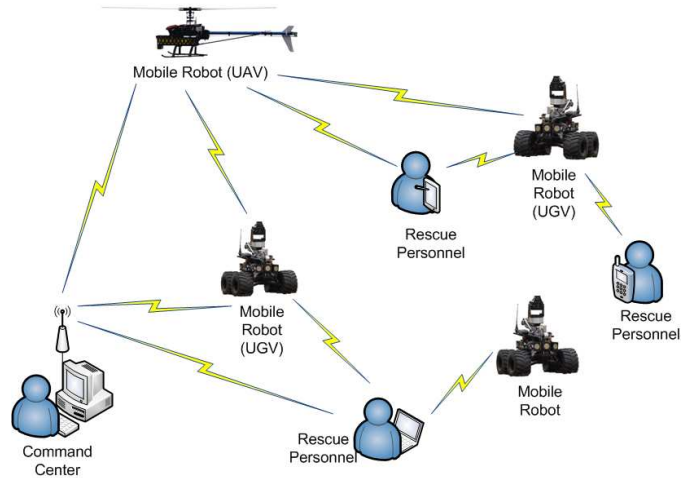 Mobile Robot (UAV)
Mobile
Robot
(UGV)
Rescue
Personnel
Rescue
Personnel
Mobile
Robot
(UGV)
Mobile
Robot
Rescue
Personnel
Command
Center